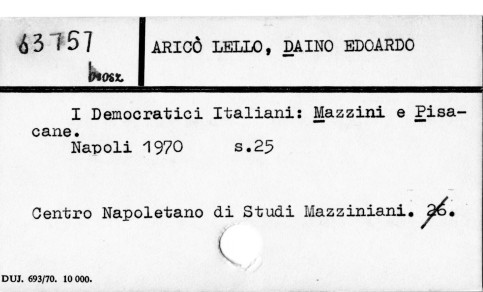 63757
ARICÒ LELLO, DAINO EDOARDO
brosz.
I Democratici Italiani: Mazzini e Pisa-
cane.
Napoli 1970 s.25
Centro Napoletano di Studi Mazziniani. 26.
DUJ. 693/70. 10 000.